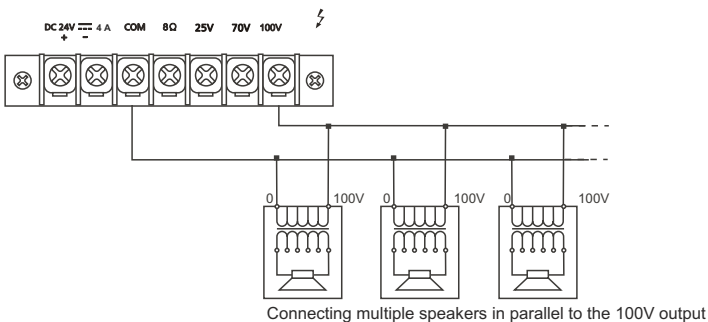 DC 24V ⎓ 4 A COM 8Ω 25V 70V 100V
+ −
0 100V 0 100V 0 100V
Connecting multiple speakers in parallel to the 100V output